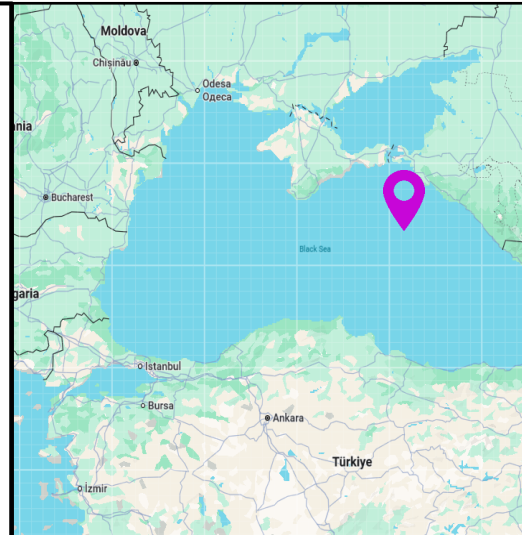 Moldova
Chișinău
Odesa
Одеса
ania
Bucharest
Black Sea
garia
Istanbul
Bursa
Ankara
Türkiye
İzmir